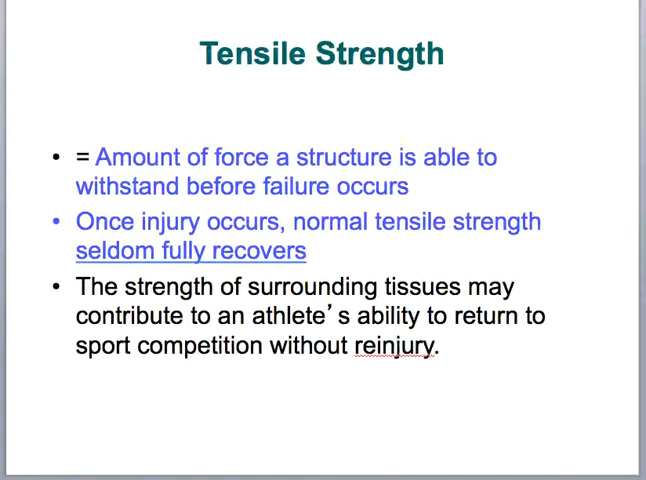 Tensile Strength
• = Amount of force a structure is able to
withstand before failure occurs
• Once injury occurs, normal tensile strength
seldom fully recovers
• The strength of surrounding tissues may
contribute to an athlete’s ability to return to
sport competition without reinjury.